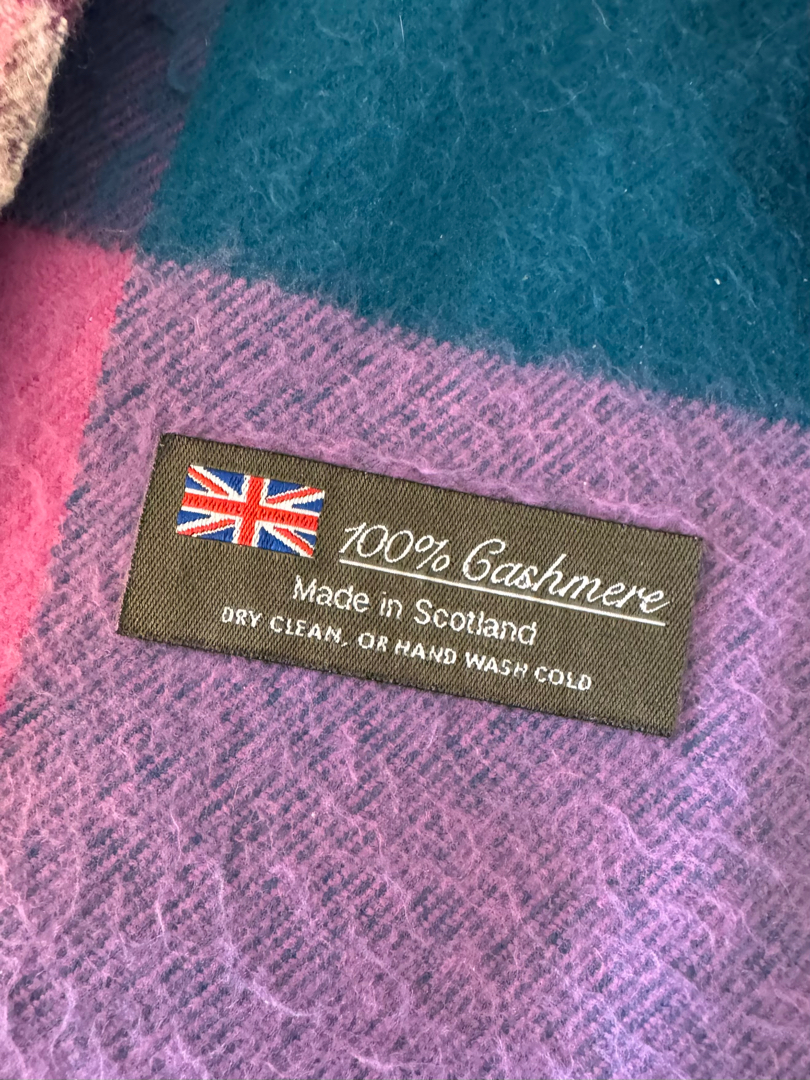 100% Cashmere
Made in Scotland
DRY CLEAN, OR HAND WASH COLD